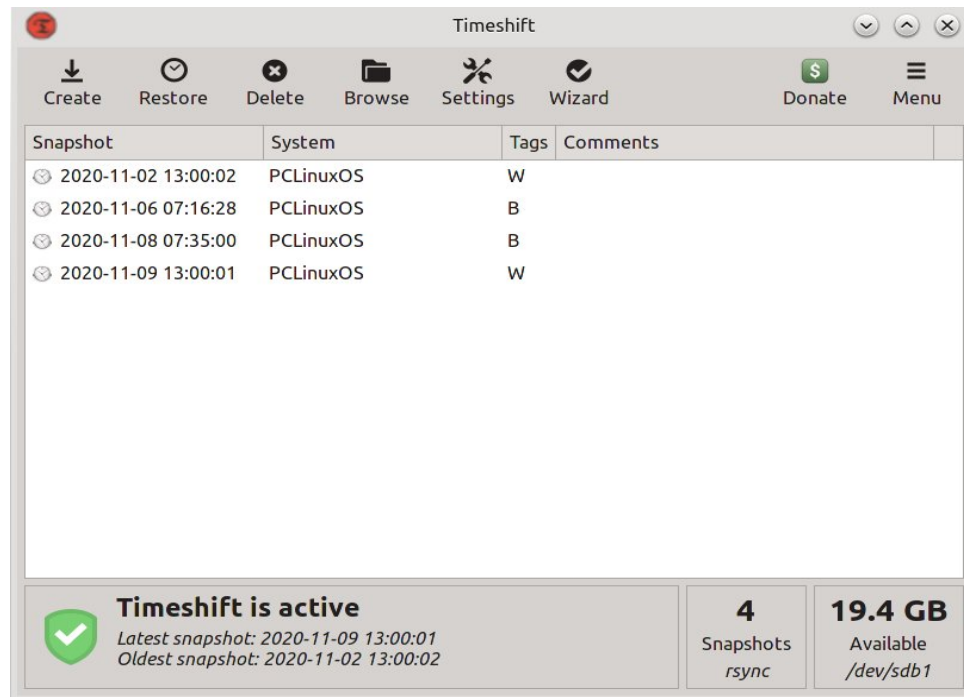 Timeshift
Create Restore Delete Browse Settings Wizard Donate Menu
Snapshot System Tags Comments
2020-11-02 13:00:02 PCLinuxOS W
2020-11-06 07:16:28 PCLinuxOS B
2020-11-08 07:35:00 PCLinuxOS B
2020-11-09 13:00:01 PCLinuxOS W
Timeshift is active
Latest snapshot: 2020-11-09 13:00:01
Oldest snapshot: 2020-11-02 13:00:02
4
Snapshots
rsync
19.4 GB
Available
/dev/sdb1